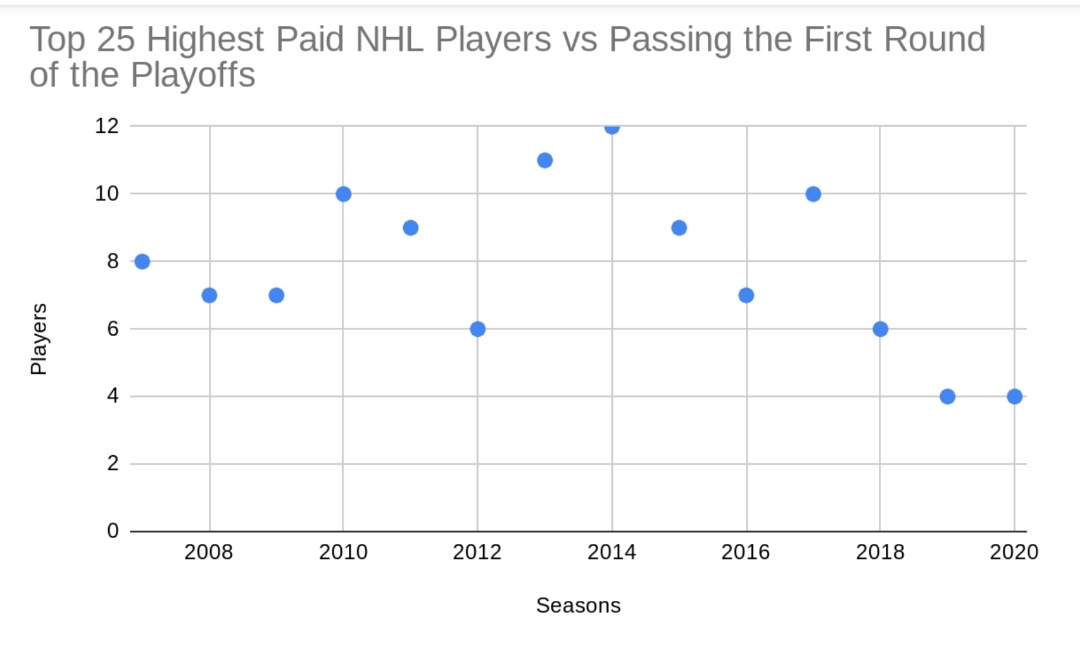 Top 25 Highest Paid NHL Players vs Passing the First Round
of the Playoffs
12
10
8
6
4
2
0
Players
2008 2010 2012 2014 2016 2018 2020
Seasons